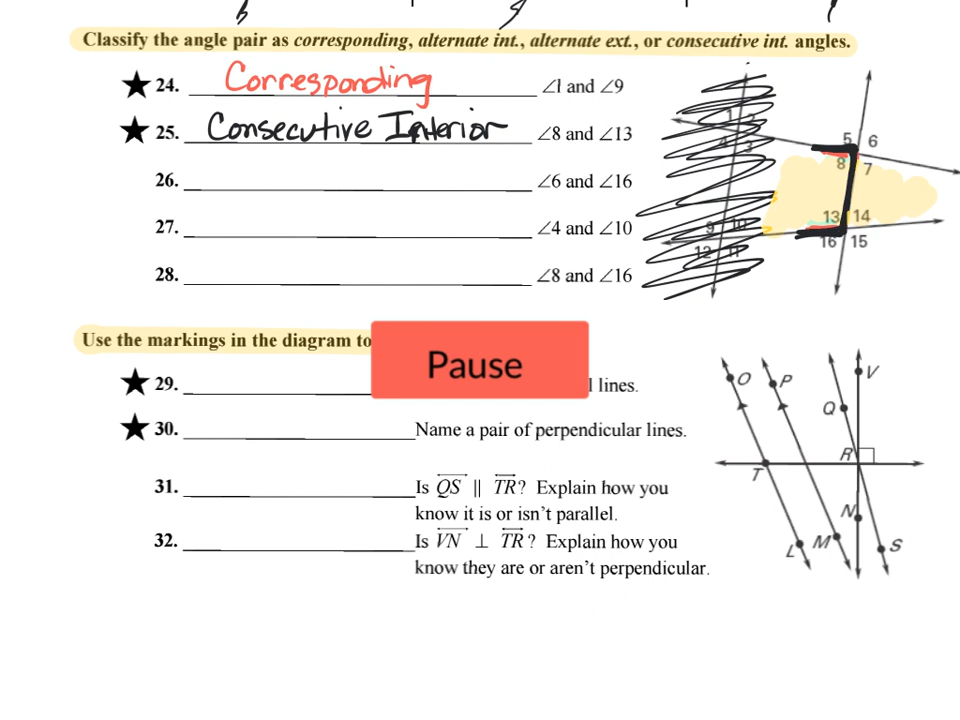 Classify the angle pair as corresponding, alternate int., alternate ext., or consecutive int. angles.
★ 24. Corresponding ∠1 and ∠9
★ 25. Consecutive Interior ∠8 and ∠13
26. ∠6 and ∠16
27. ∠4 and ∠10
28. ∠8 and ∠16
1 2
4 3
5 6
8 7
9 10
12 11
13 14
16 15
Use the markings in the diagram to
Pause
★ 29. l lines.
★ 30. Name a pair of perpendicular lines.
31. Is QS || TR? Explain how you
know it is or isn't parallel.
32. Is VN ⊥ TR? Explain how you
know they are or aren't perpendicular.
O P V
Q
R
T
N
L M S